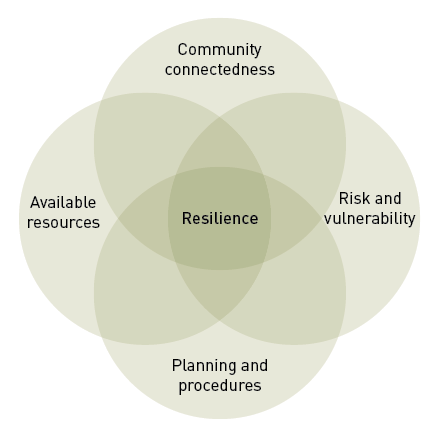 Community
connectedness
Available
resources
Resilience
Risk and
vulnerability
Planning and
procedures